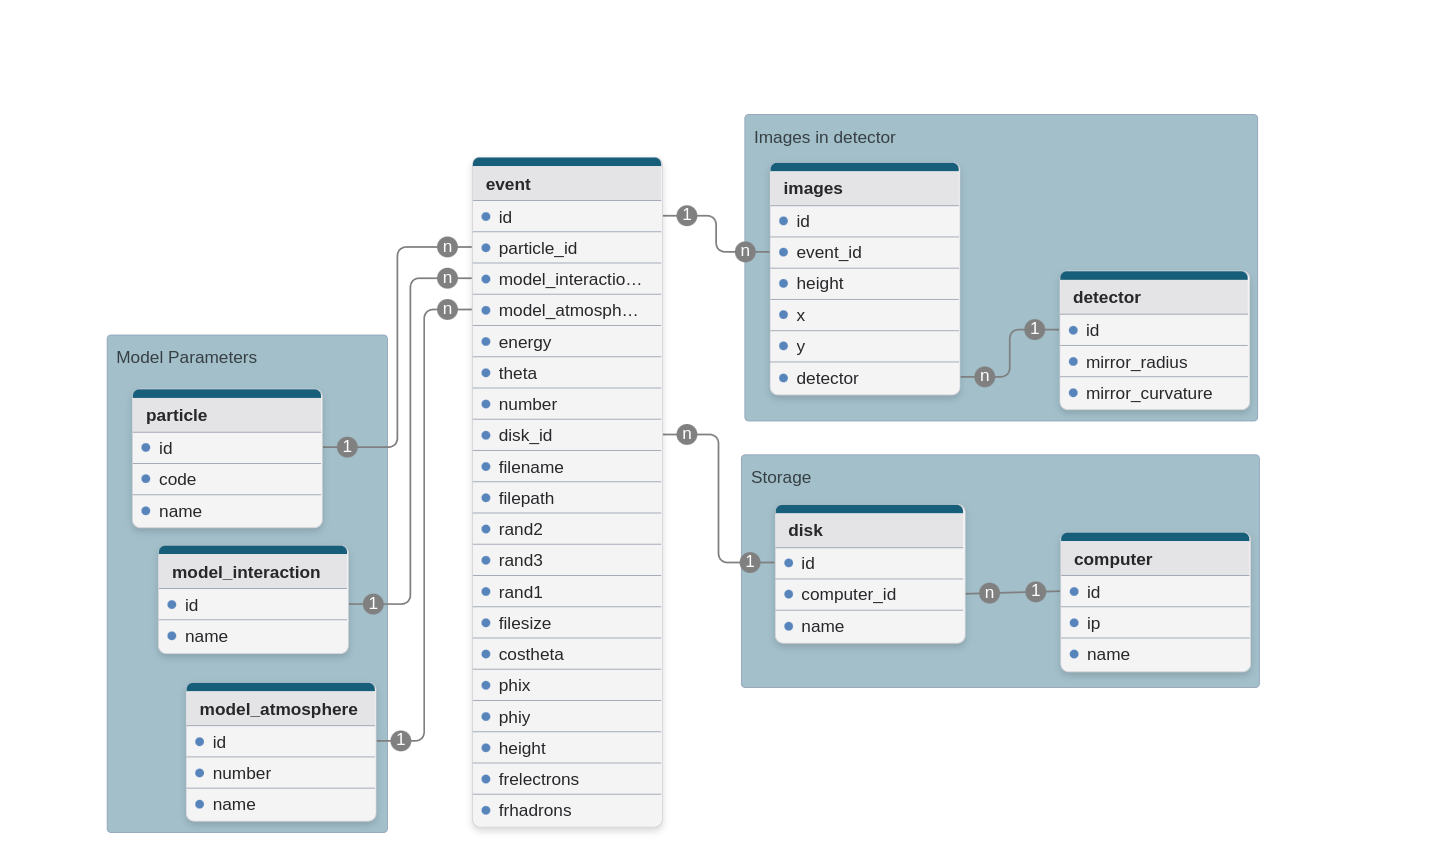 Images in detector
images
id
event_id
height
x
y
detector
detector
id
mirror_radius
mirror_curvature
event
id
particle_id
model_interactio…
model_atmosph…
energy
theta
number
disk_id
filename
filepath
rand2
rand3
rand1
filesize
costheta
phix
phiy
height
frelectrons
frhadrons
1
n
n
1
n
n
n
n
1
n
1
Model Parameters
particle
id
code
name
1
model_interaction
id
name
1
model_atmosphere
id
number
name
1
Storage
disk
id
computer_id
name
computer
id
ip
name